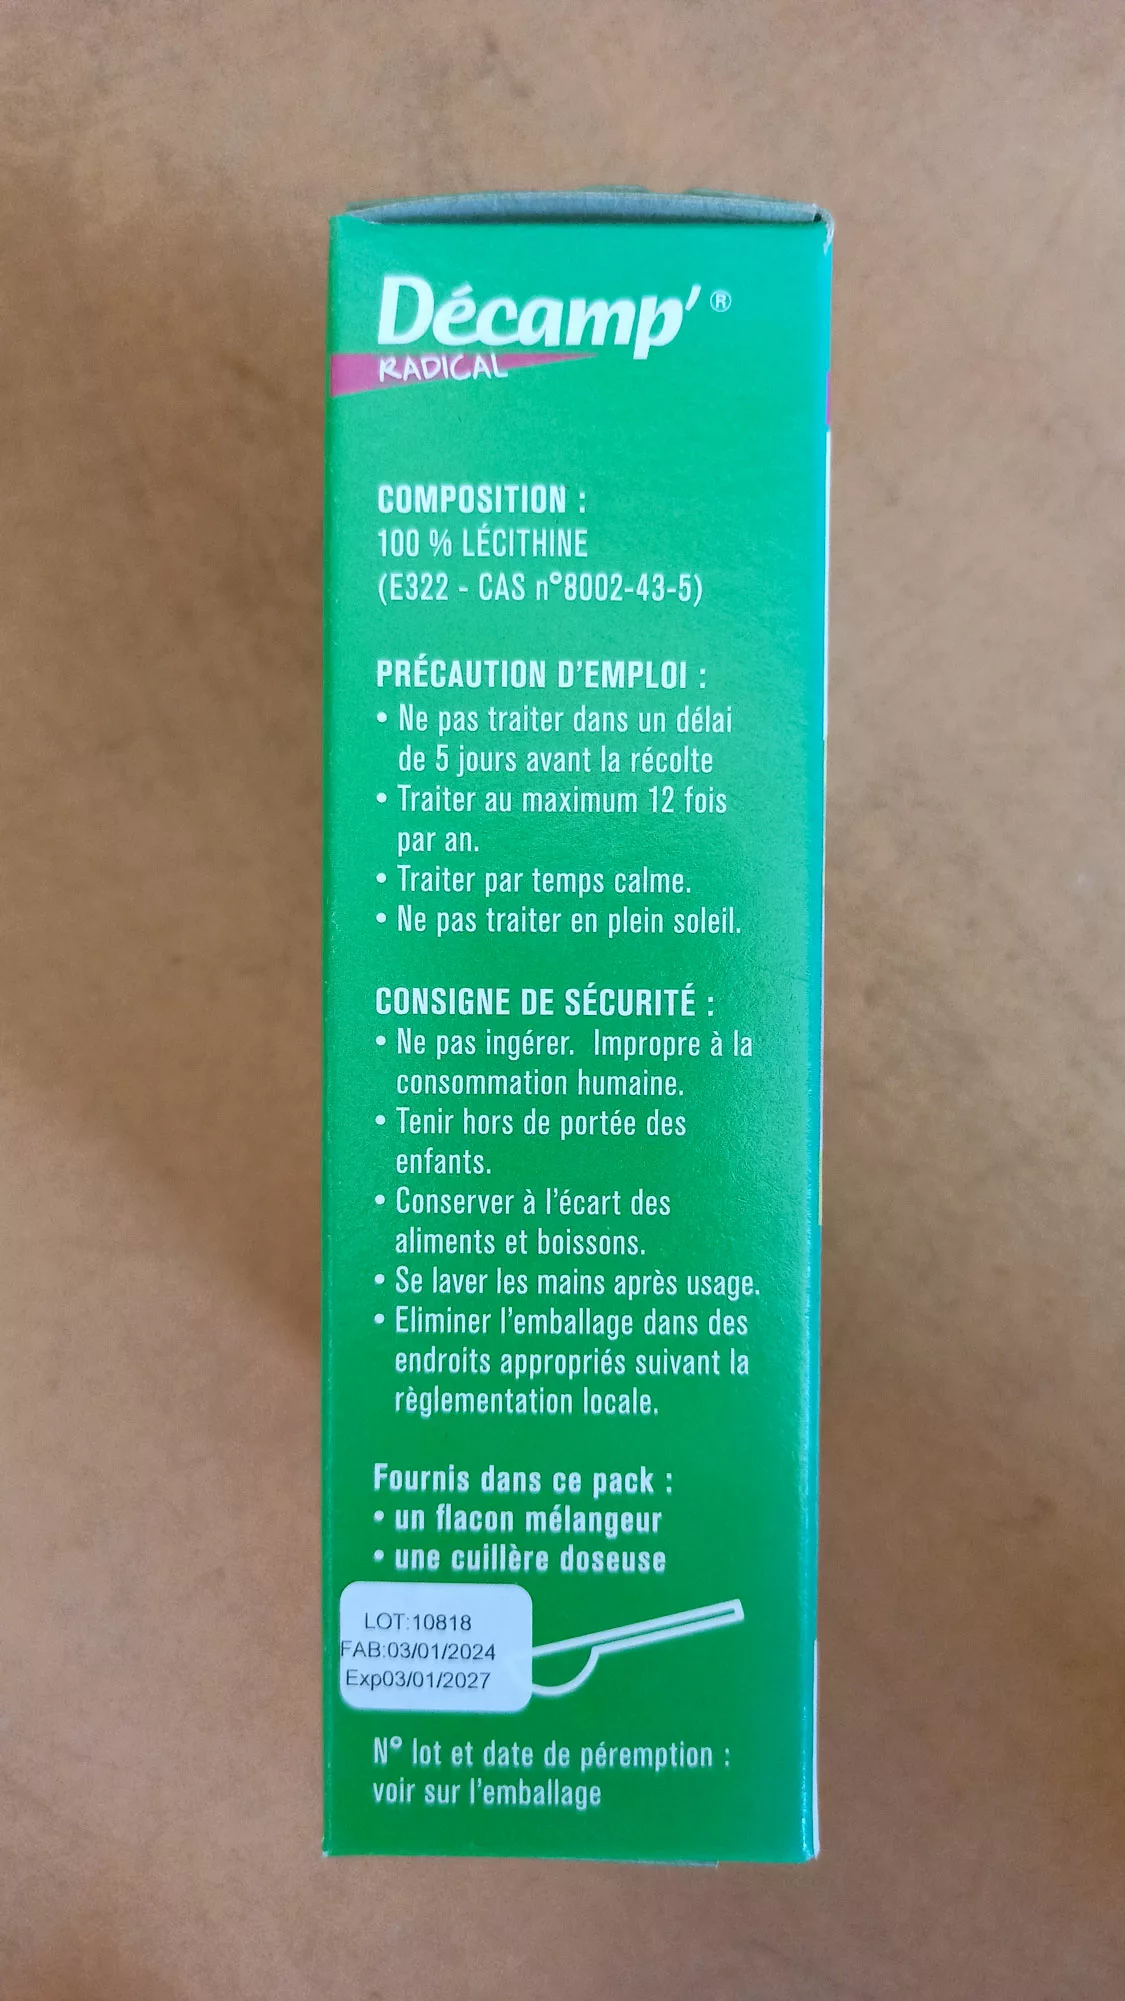 Décamp'®
RADICAL
COMPOSITION :
100 % LÉCITHINE
(E322 - CAS n°8002-43-5)
PRÉCAUTION D'EMPLOI :
• Ne pas traiter dans un délai
de 5 jours avant la récolte
• Traiter au maximum 12 fois
par an.
• Traiter par temps calme.
• Ne pas traiter en plein soleil.
CONSIGNE DE SÉCURITÉ :
• Ne pas ingérer. Impropre à la
consommation humaine.
• Tenir hors de portée des
enfants.
• Conserver à l'écart des
aliments et boissons.
• Se laver les mains après usage.
• Eliminer l'emballage dans des
endroits appropriés suivant la
règlementation locale.
Fournis dans ce pack :
• un flacon mélangeur
• une cuillère doseuse
LOT:10818
FAB:03/01/2024
Exp03/01/2027
N° lot et date de péremption :
voir sur l'emballage